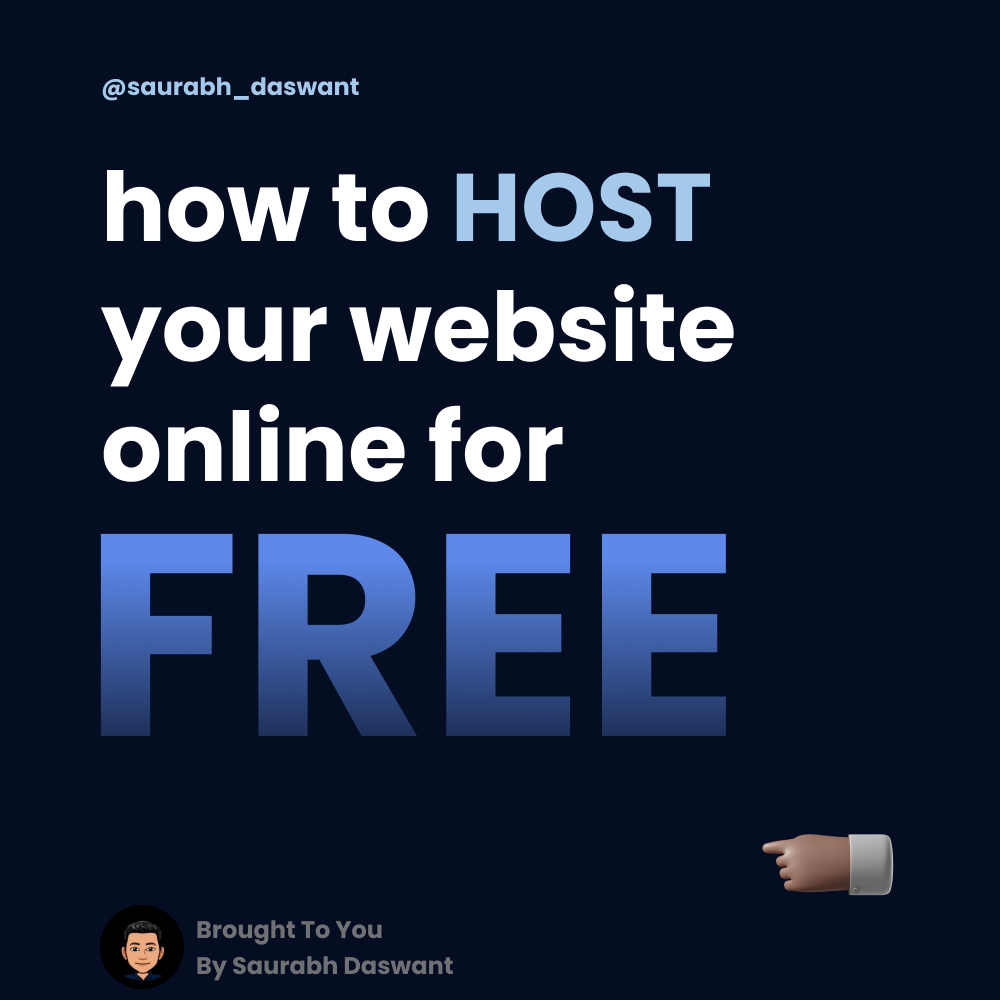 @saurabh_daswant
how to HOST
your website
online for
FREE
Brought To You
By Saurabh Daswant